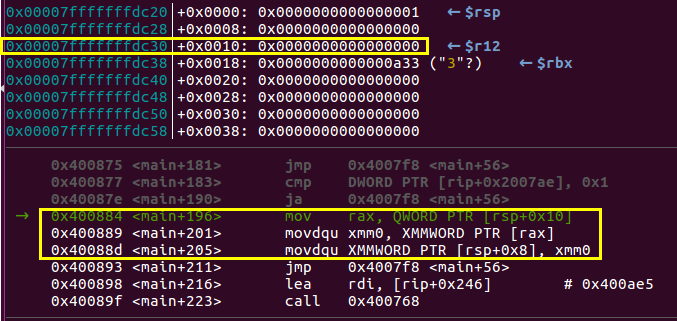 0x00007fffffffdc20 +0x0000: 0x0000000000000001 ←$rsp
0x00007fffffffdc28 +0x0008: 0x0000000000000000
0x00007fffffffdc30 +0x0010: 0x0000000000000000 ←$r12
0x00007fffffffdc38 +0x0018: 0x0000000000000a33 ("3"?) ←$rbx
0x00007fffffffdc40 +0x0020: 0x0000000000000000
0x00007fffffffdc48 +0x0028: 0x0000000000000000
0x00007fffffffdc50 +0x0030: 0x0000000000000000
0x00007fffffffdc58 +0x0038: 0x0000000000000000
0x400875 <main+181> jmp 0x4007f8 <main+56>
0x400877 <main+183> cmp DWORD PTR [rip+0x2007ae], 0x1
0x40087e <main+190> ja 0x4007f8 <main+56>
→ 0x400884 <main+196> mov rax, QWORD PTR [rsp+0x10]
0x400889 <main+201> movdqu xmm0, XMMWORD PTR [rax]
0x40088d <main+205> movdqu XMMWORD PTR [rsp+0x8], xmm0
0x400893 <main+211> jmp 0x4007f8 <main+56>
0x400898 <main+216> lea rdi, [rip+0x246] # 0x400ae5
0x40089f <main+223> call 0x400768